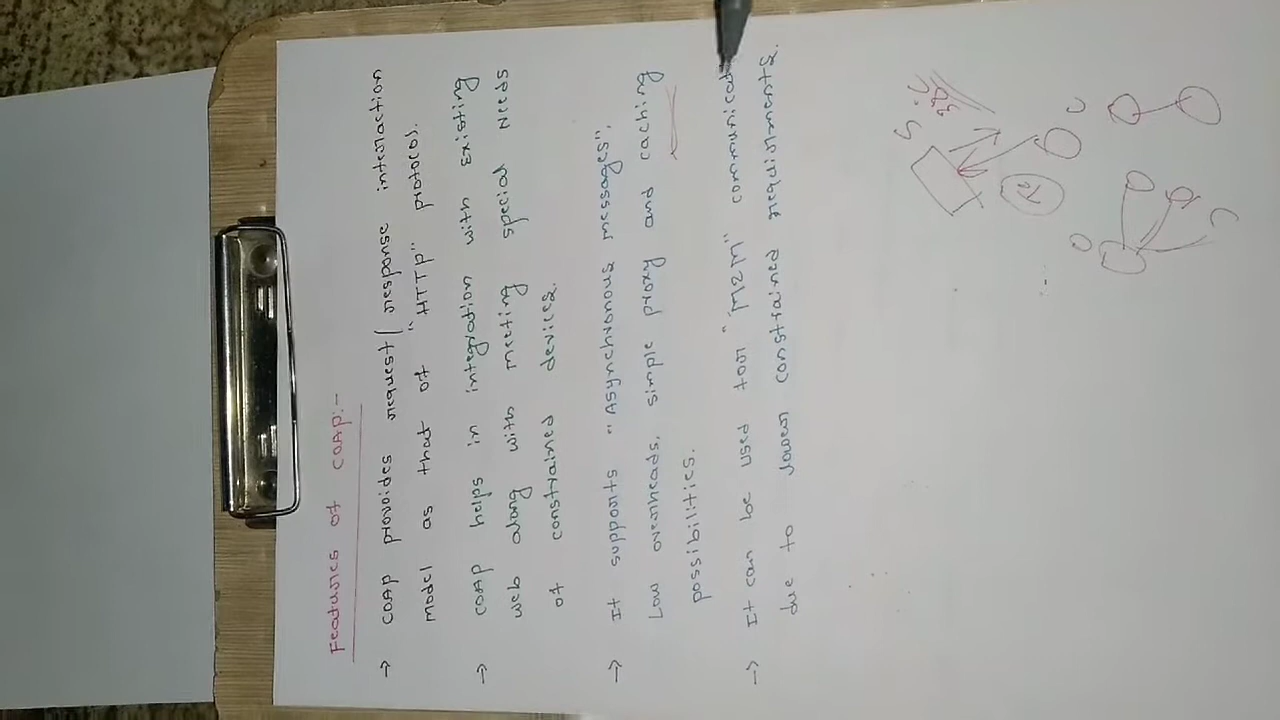 Features of COAP:-
→ COAP provoides request/response interaction
model as that of "HTTP" protocol.
→ COAP helps in integration with existing
web along with meeting special needs
of constrained devices.
→ It supports "Asynchronous messages".
Low overheads, simple proxy and caching
possibilities.
→ It can be used for "M2M" communicat
due to lower constrained requirements.
S
C
C
O